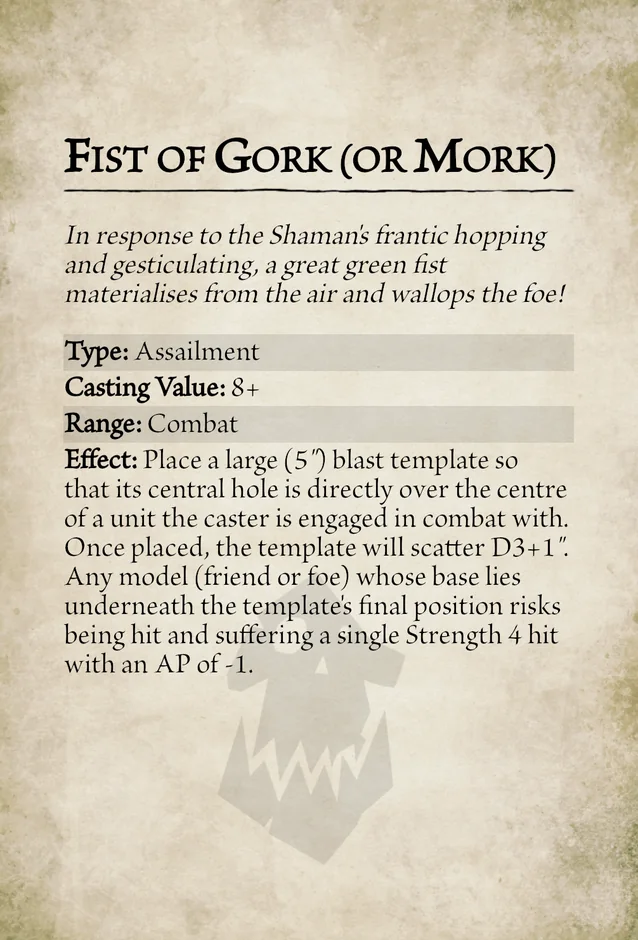 Fist of Gork (or Mork)
In response to the Shaman's frantic hopping
and gesticulating, a great green fist
materialises from the air and wallops the foe!
Type: Assailment
Casting Value: 8+
Range: Combat
Effect: Place a large (5″) blast template so
that its central hole is directly over the centre
of a unit the caster is engaged in combat with.
Once placed, the template will scatter D3+1″.
Any model (friend or foe) whose base lies
underneath the template's final position risks
being hit and suffering a single Strength 4 hit
with an AP of -1.